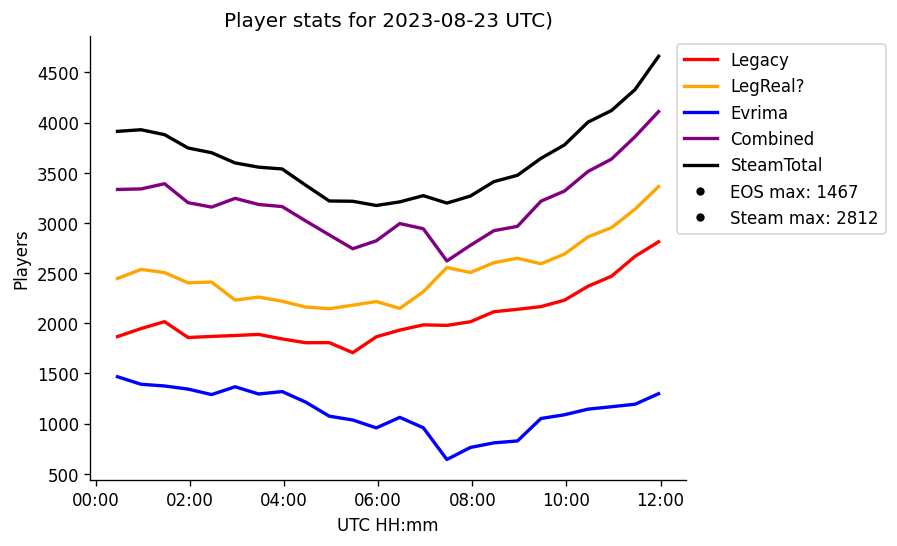 Player stats for 2023-08-23 UTC)
Players
4500
4000
3500
3000
2500
2000
1500
1000
500
00:00 02:00 04:00 06:00 08:00 10:00 12:00
UTC HH:mm
Legacy
LegReal?
Evrima
Combined
SteamTotal
EOS max: 1467
Steam max: 2812